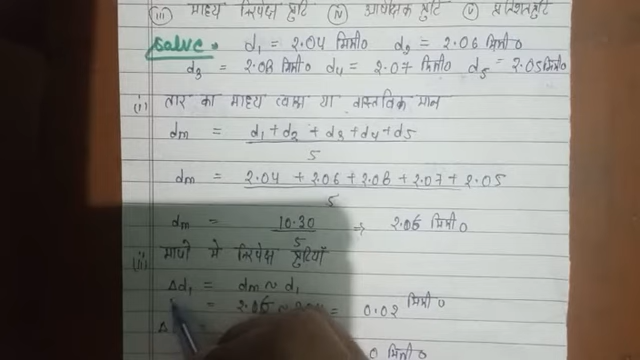 (iii) माध्य निरपेक्ष त्रुटि (iv) आपेक्षिक त्रुटि (v) प्रतिशत त्रुटि
Solve. d1 = 2.04 मिमी० d2 = 2.06 मिमी०
d3 = 2.08 मिमी० d4 = 2.07 मिमी० d5 = 2.05 मिमी०
(i) तार का माध्य व्यास या वास्तविक मान
dm = d1 + d2 + d3 + d4 + d5
5
dm = 2.04 + 2.06 + 2.08 + 2.07 + 2.05
5
dm = 10.30 ⇒ 2.06 मिमी०
5
(ii) मापों में निरपेक्ष त्रुटियाँ
Δd1 = dm ~ d1
= 2.06 ~ = 0.02 मिमी०
Δ
0 मिमी०